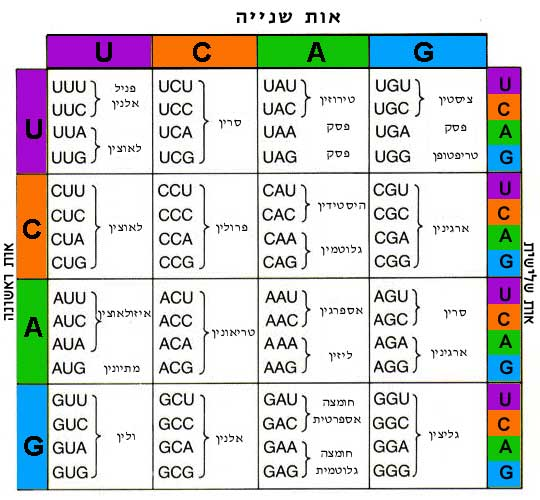 אות שנייה
U C A G
UUU UCU UAU UGU U
פניל אלנין סרין טירוזין ציסטין
UUC UCC UAC UGC C
UUA UCA UAA פסק UGA פסק A
לאוצין
UUG UCG UAG פסק UGG טריפטופן G
U
CUU CCU CAU CGU U
היסטידין
CUC CCC CAC CGC C
לאוצין פרולין ארגינין
CUA CCA CAA CGA A
גלוטמין
CUG CCG CAG CGG G
C
אות ראשונה
אות שלישית
AUU ACU AAU AGU U
איזולאוצין אספרגין סרין
AUC ACC AAC AGC C
טריאונין
AUA ACA AAA AGA A
ליזין ארגינין
AUG מתיונין ACG AAG AGG G
A
GUU GCU GAU GGU U
חומצה אספרטית
GUC GCC GAC GGC C
ולין אלנין גליצין
GUA GCA GAA GGA A
חומצה גלוטמית
GUG GCG GAG GGG G
G